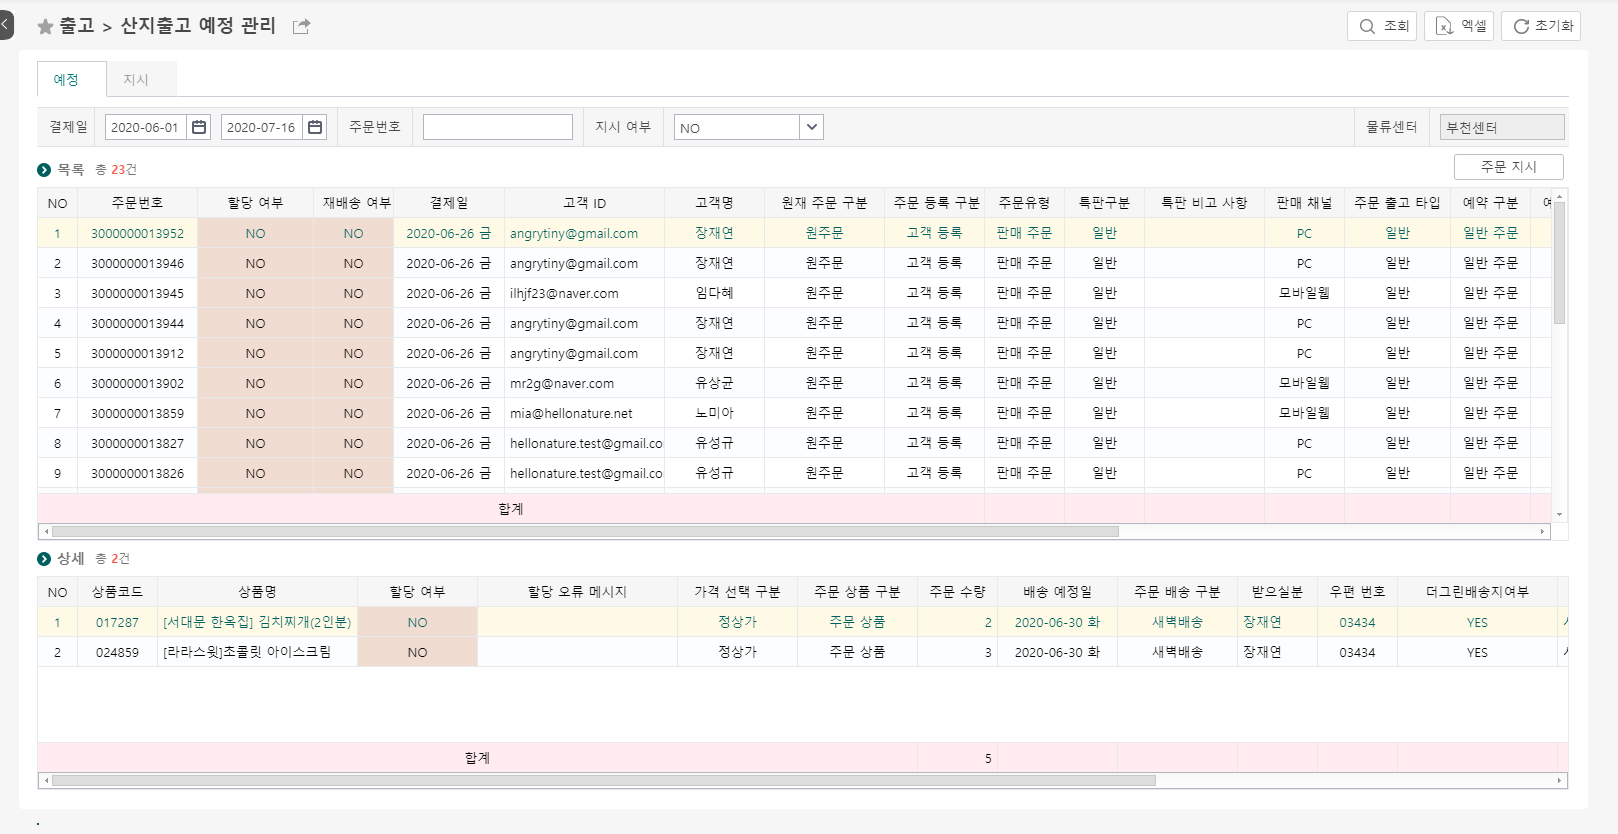 출고 > 산지출고 예정 관리
조회 엑셀 초기화
예정 지시
결제일 2020-06-01 2020-07-16 주문번호 지시 여부 NO 물류센터 부천센터
목록 총 23건 주문 지시
NO 주문번호 할당 여부 재배송 여부 결제일 고객 ID 고객명 원재 주문 구분 주문 등록 구분 주문유형 특판구분 특판 비고 사항 판매 채널 주문 출고 타입 예약 구분
1 3000000013952 NO NO 2020-06-26 금 angrytiny@gmail.com 장재연 원주문 고객 등록 판매 주문 일반 PC 일반 일반 주문
2 3000000013946 NO NO 2020-06-26 금 angrytiny@gmail.com 장재연 원주문 고객 등록 판매 주문 일반 PC 일반 일반 주문
3 3000000013945 NO NO 2020-06-26 금 ilhjf23@naver.com 임다혜 원주문 고객 등록 판매 주문 일반 모바일웹 일반 일반 주문
4 3000000013944 NO NO 2020-06-26 금 angrytiny@gmail.com 장재연 원주문 고객 등록 판매 주문 일반 PC 일반 일반 주문
5 3000000013912 NO NO 2020-06-26 금 angrytiny@gmail.com 장재연 원주문 고객 등록 판매 주문 일반 PC 일반 일반 주문
6 3000000013902 NO NO 2020-06-26 금 mr2g@naver.com 유상균 원주문 고객 등록 판매 주문 일반 모바일웹 일반 일반 주문
7 3000000013859 NO NO 2020-06-26 금 mia@hellonature.net 노미아 원주문 고객 등록 판매 주문 일반 모바일웹 일반 일반 주문
8 3000000013827 NO NO 2020-06-26 금 hellonature.test@gmail.co 유성규 원주문 고객 등록 판매 주문 일반 PC 일반 일반 주문
9 3000000013826 NO NO 2020-06-26 금 hellonature.test@gmail.co 유성규 원주문 고객 등록 판매 주문 일반 PC 일반 일반 주문
합계
상세 총 2건
NO 상품코드 상품명 할당 여부 할당 오류 메시지 가격 선택 구분 주문 상품 구분 주문 수량 배송 예정일 주문 배송 구분 받으실분 우편 번호 더그린배송지여부
1 017287 [서대문 한옥집] 김치찌개(2인분) NO 정상가 주문 상품 2 2020-06-30 화 새벽배송 장재연 03434 YES
2 024859 [라라스윗]초콜릿 아이스크림 NO 정상가 주문 상품 3 2020-06-30 화 새벽배송 장재연 03434 YES
합계 5